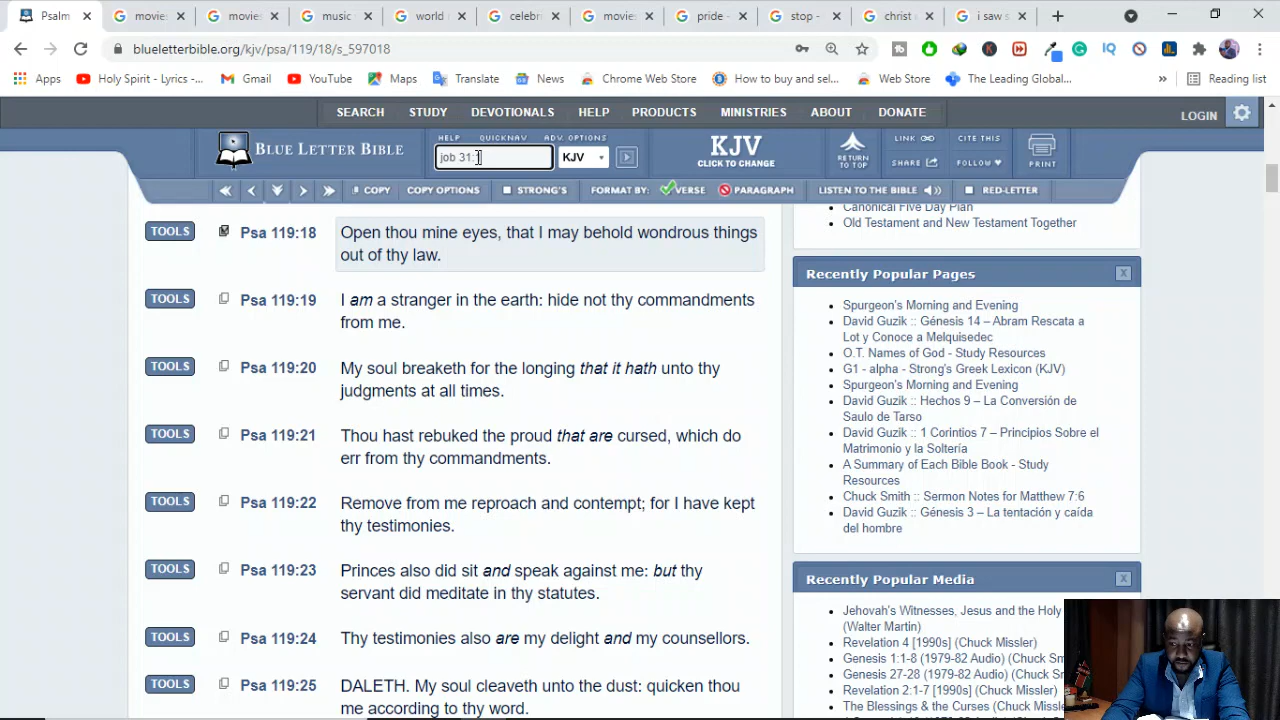 Psalm
movies
movies
music
world
celebr
movies
pride -
stop -
christ
i saw s
blueletterbible.org/kjv/psa/119/18/s_597018
Apps
Holy Spirit - Lyrics -...
Gmail
YouTube
Maps
Translate
News
Chrome Web Store
How to buy and sel...
Web Store
The Leading Global...
»
Reading list
SEARCH
STUDY
DEVOTIONALS
HELP
PRODUCTS
MINISTRIES
ABOUT
DONATE
LOGIN
BLUE LETTER BIBLE
HELP
QUICKNAV
ADV. OPTIONS
job 31:
KJV
KJV
CLICK TO CHANGE
RETURN
TO TOP
LINK
CITE THIS
SHARE
FOLLOW
PRINT
COPY
COPY OPTIONS
STRONG'S
FORMAT BY:
VERSE
PARAGRAPH
LISTEN TO THE BIBLE
RED-LETTER
TOOLS
Psa 119:18
Open thou mine eyes, that I may behold wondrous things
out of thy law.
TOOLS
Psa 119:19
I am a stranger in the earth: hide not thy commandments
from me.
TOOLS
Psa 119:20
My soul breaketh for the longing that it hath unto thy
judgments at all times.
TOOLS
Psa 119:21
Thou hast rebuked the proud that are cursed, which do
err from thy commandments.
TOOLS
Psa 119:22
Remove from me reproach and contempt; for I have kept
thy testimonies.
TOOLS
Psa 119:23
Princes also did sit and speak against me: but thy
servant did meditate in thy statutes.
TOOLS
Psa 119:24
Thy testimonies also are my delight and my counsellors.
TOOLS
Psa 119:25
DALETH. My soul cleaveth unto the dust: quicken thou
me according to thy word.
Canonical Five Day Plan
Old Testament and New Testament Together
Recently Popular Pages
Spurgeon's Morning and Evening
David Guzik :: Génesis 14 – Abram Rescata a
Lot y Conoce a Melquisedec
O.T. Names of God - Study Resources
G1 - alpha - Strong's Greek Lexicon (KJV)
Spurgeon's Morning and Evening
David Guzik :: Hechos 9 – La Conversión de
Saulo de Tarso
David Guzik :: 1 Corintios 7 – Principios Sobre el
Matrimonio y la Soltería
A Summary of Each Bible Book - Study
Resources
Chuck Smith :: Sermon Notes for Matthew 7:6
David Guzik :: Génesis 3 – La tentación y caída
del hombre
Recently Popular Media
Jehovah's Witnesses, Jesus and the Holy
(Walter Martin)
Revelation 4 [1990s] (Chuck Missler)
Genesis 1:1-8 (1979-82 Audio) (Chuck Sm
Genesis 27-28 (1979-82 Audio) (Chuck
Revelation 2:1-7 [1990s] (Chuck Missler)
The Blessings & the Curses (Chuck Missle